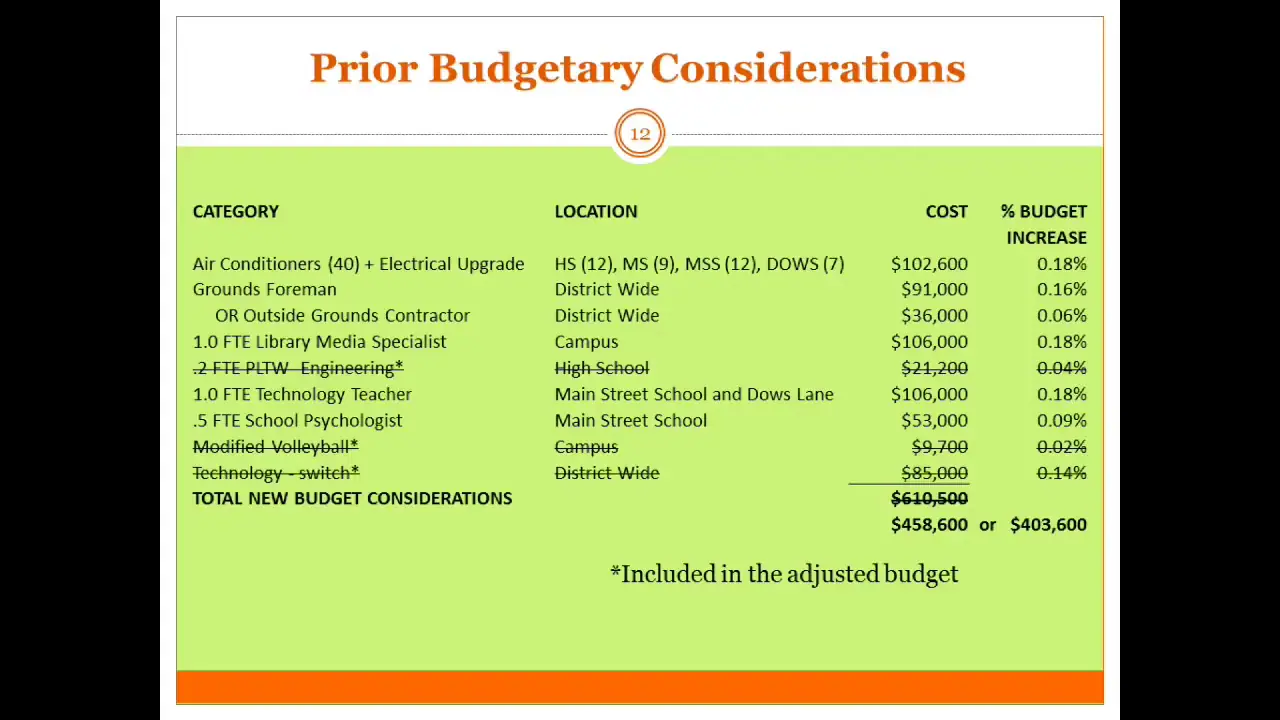 Prior Budgetary Considerations
12
CATEGORY LOCATION COST % BUDGET
INCREASE
Air Conditioners (40) + Electrical Upgrade HS (12), MS (9), MSS (12), DOWS (7) $102,600 0.18%
Grounds Foreman District Wide $91,000 0.16%
OR Outside Grounds Contractor District Wide $36,000 0.06%
1.0 FTE Library Media Specialist Campus $106,000 0.18%
.2 FTE PLTW- Engineering* High School $21,200 0.04%
1.0 FTE Technology Teacher Main Street School and Dows Lane $106,000 0.18%
.5 FTE School Psychologist Main Street School $53,000 0.09%
Modified Volleyball* Campus $9,700 0.02%
Technology - switch* District Wide $85,000 0.14%
TOTAL NEW BUDGET CONSIDERATIONS $610,500
$458,600 or $403,600
*Included in the adjusted budget